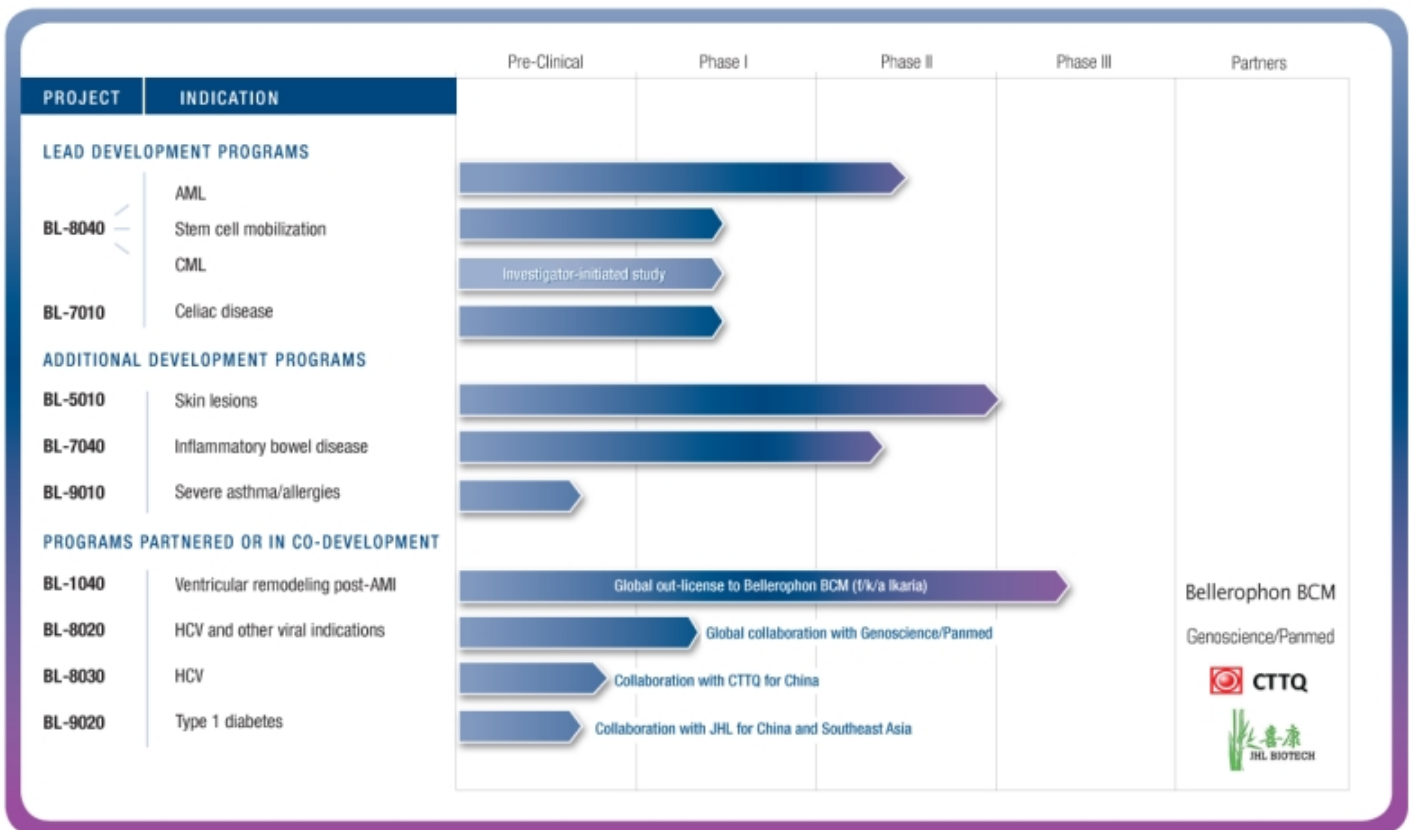 Pre-Clinical Phase I Phase II Phase III Partners
PROJECT INDICATION
LEAD DEVELOPMENT PROGRAMS
AML
BL-8040 Stem cell mobilization
CML Investigator-initiated study
BL-7010 Celiac disease
ADDITIONAL DEVELOPMENT PROGRAMS
BL-5010 Skin lesions
BL-7040 Inflammatory bowel disease
BL-9010 Severe asthma/allergies
PROGRAMS PARTNERED OR IN CO-DEVELOPMENT
BL-1040 Ventricular remodeling post-AMI Global out-license to Bellerophon BCM (f/k/a Ikaria) Bellerophon BCM
BL-8020 HCV and other viral indications Global collaboration with Genoscience/Panmed Genoscience/Panmed
BL-8030 HCV Collaboration with CTTQ for China CTTQ
BL-9020 Type 1 diabetes Collaboration with JHL for China and Southeast Asia 喜康
JHL BIOTECH